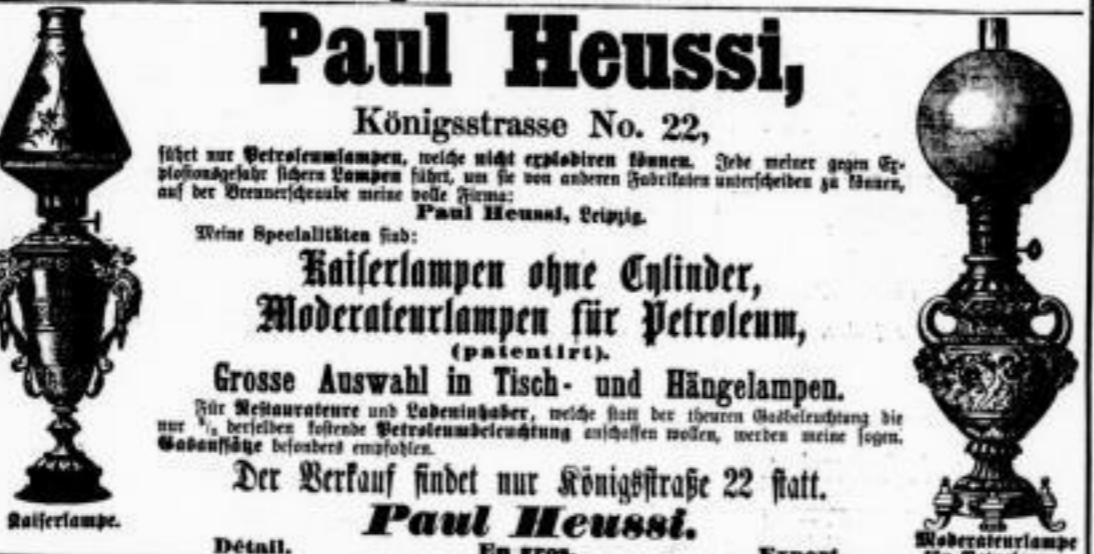 Paul Heussi,
Königsstrasse No. 22,
führt nur Petroleumlampen, welche nicht explodiren können. Jede meiner gegen Ex-
plosionsgefahr sichern Lampen führt, um sie von anderen Fabrikaten unterscheiden zu können,
auf der Brennerschraube meine volle Firma:
Paul Heussi, Leipzig.
Meine Specialitäten sind:
Kaiserlampen ohne Cylinder,
Moderateurlampen für Petroleum,
(patentirt).
Grosse Auswahl in Tisch- und Hängelampen.
Für Restaurateure und Ladeninhaber, welche statt der theuren Gasbeleuchtung die
nur derselben kostende Petroleumbeleuchtung anschaffen wollen, werden meine sogen.
Gasaufsätze besonders empfohlen.
Der Verkauf findet nur Königsstraße 22 statt.
Paul Heussi.
Détail. En gros. Export.
Kaiserlampe.
Moderateurlampe